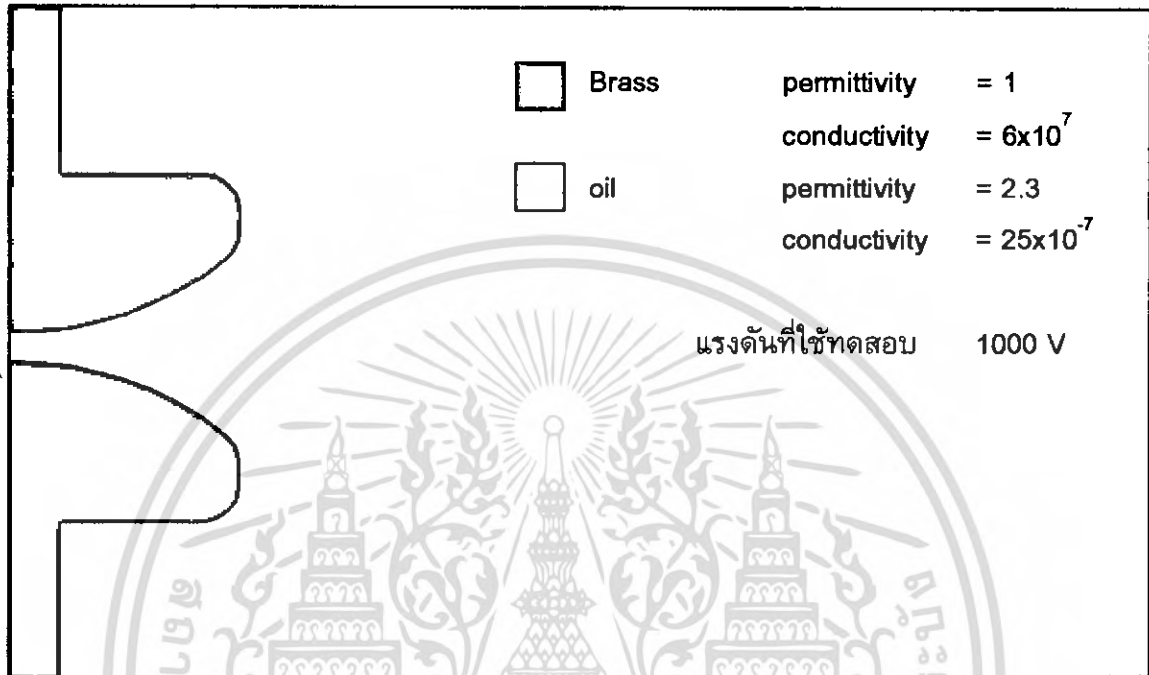 Brass permittivity = 1
conductivity = 6x10⁷
oil permittivity = 2.3
conductivity = 25x10⁻⁷
แรงดันที่ใช้ทดสอบ 1000 V